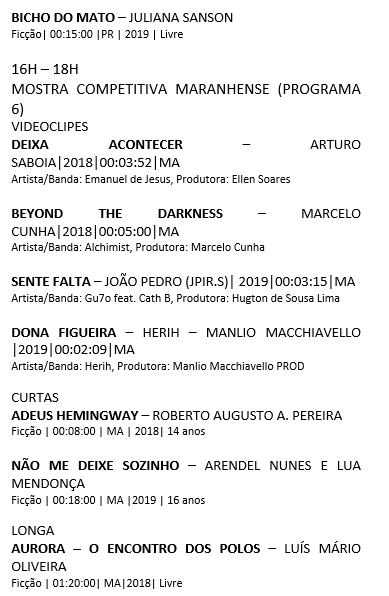 BICHO DO MATO – JULIANA SANSON
Ficção| 00:15:00 |PR | 2019 | Livre
16H – 18H
MOSTRA COMPETITIVA MARANHENSE (PROGRAMA
6)
VIDEOCLIPES
DEIXA ACONTECER – ARTURO
SABOIA|2018|00:03:52|MA
Artista/Banda: Emanuel de Jesus, Produtora: Ellen Soares
BEYOND THE DARKNESS – MARCELO
CUNHA|2018|00:05:00|MA
Artista/Banda: Alchimist, Produtora: Marcelo Cunha
SENTE FALTA – JOÃO PEDRO (JPIR.S)| 2019|00:03:15|MA
Artista/Banda: Gu7o feat. Cath B, Produtora: Hugton de Sousa Lima
DONA FIGUEIRA – HERIH – MANLIO MACCHIAVELLO
|2019|00:02:09|MA
Artista/Banda: Herih, Produtora: Manlio Macchiavello PROD
CURTAS
ADEUS HEMINGWAY – ROBERTO AUGUSTO A. PEREIRA
Ficção | 00:08:00 | MA | 2018| 14 anos
NÃO ME DEIXE SOZINHO – ARENDEL NUNES E LUA
MENDONÇA
Ficção | 00:18:00 | MA |2019 | 16 anos
LONGA
AURORA – O ENCONTRO DOS POLOS – LUÍS MÁRIO
OLIVEIRA
Ficção | 01:20:00| MA|2018| Livre